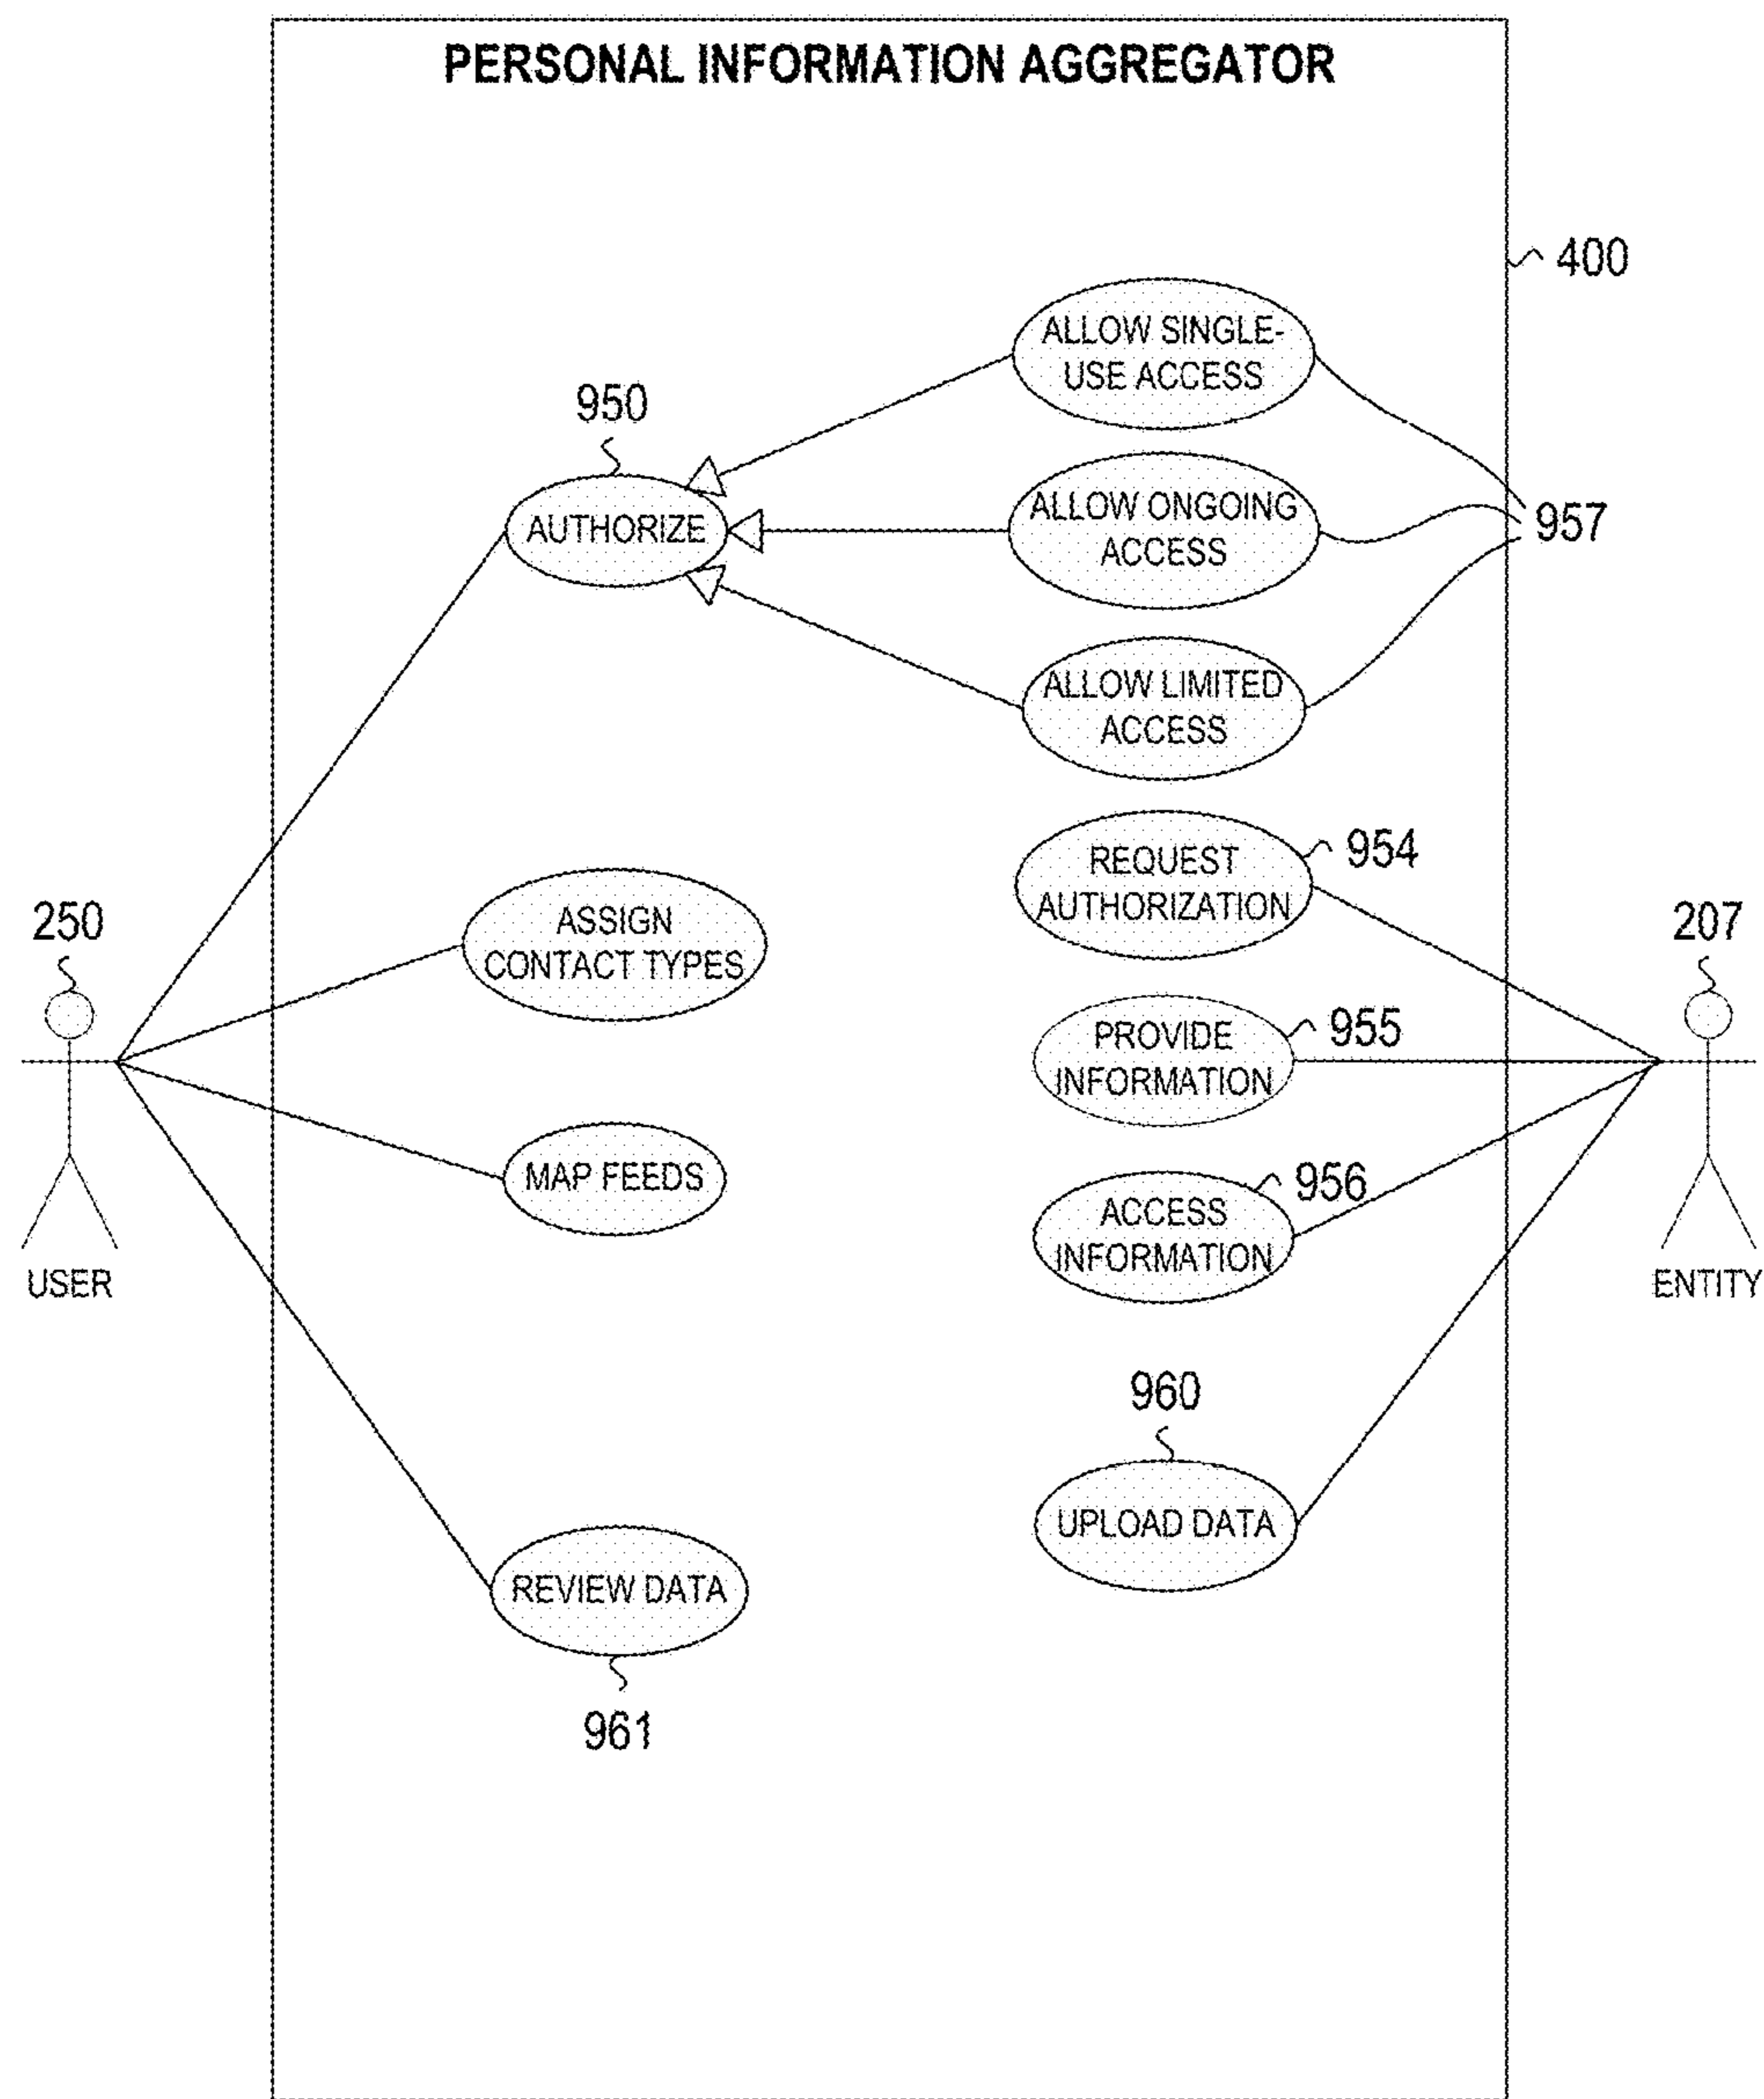 PERSONAL INFORMATION AGGREGATOR
400
ALLOW SINGLE-
USE ACCESS
950
AUTHORIZE
ALLOW ONGOING
ACCESS
957
ALLOW LIMITED
ACCESS
REQUEST
AUTHORIZATION
954
250
ASSIGN
CONTACT TYPES
207
PROVIDE
INFORMATION
955
MAP FEEDS
ACCESS
INFORMATION
956
USER
ENTITY
960
UPLOAD DATA
REVIEW DATA
961